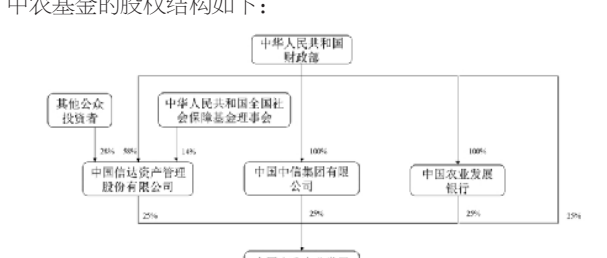 中农基金的股权结构如下：
中华人民共和国
财政部
其他公众
投资者
中华人民共和国全国社
会保障基金理事会
28%
58%
14%
100%
100%
中国信达资产管理
股份有限公司
中国中信集团有限
公司
中国农业发展
银行
25%
25%
25%
25%